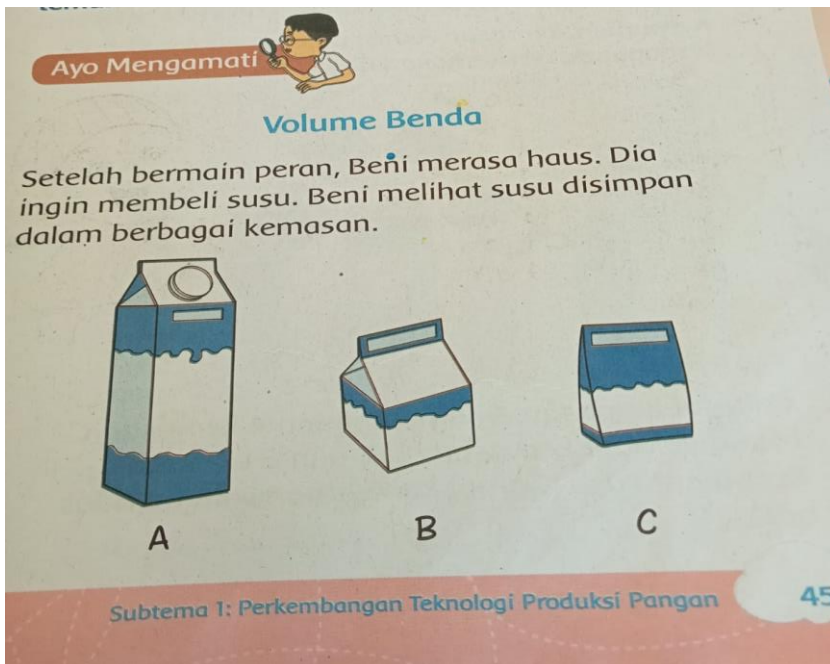 Ayo Mengamati
Volume Benda
Setelah bermain peran, Beni merasa haus. Dia
ingin membeli susu. Beni melihat susu disimpan
dalam berbagai kemasan.
A
B
C
Subtema 1: Perkembangan Teknologi Produksi Pangan
45